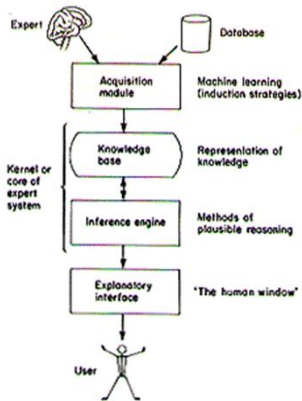 Expert
Database
Acquisition
module
Machine learning
(induction strategies)
Kernel or
core of
expert
system
Knowledge
base
Representation of
knowledge
Inference engine
Methods of
plausible reasoning
Explanatory
interface
'The human window'
User